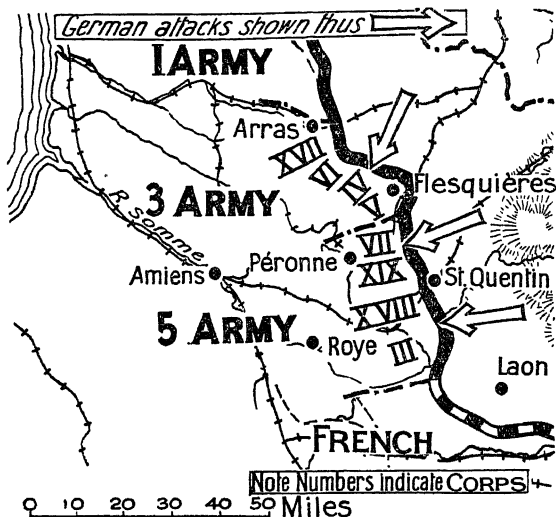 German attacks shown thus
1 ARMY
Arras
XVII
VI
IV
V
Flesquières
3 ARMY
R. Somme
VII
Péronne
Amiens
XIX
St Quentin
XVIII
5 ARMY
Roye
III
Laon
FRENCH
Note Numbers indicate CORPS
0 10 20 30 40 50 Miles